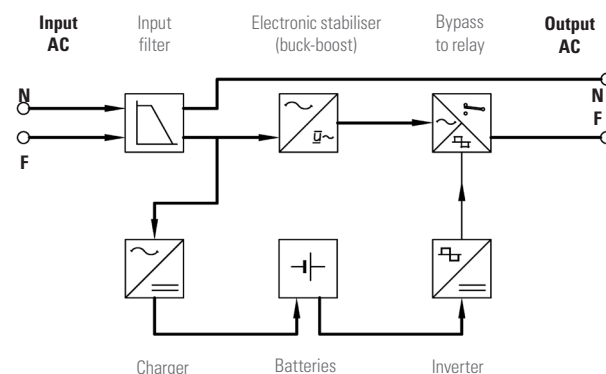 Input
AC
Input
filter
Electronic stabiliser
(buck-boost)
Bypass
to relay
Output
AC
N
N
F
F
u~
Charger
Batteries
Inverter